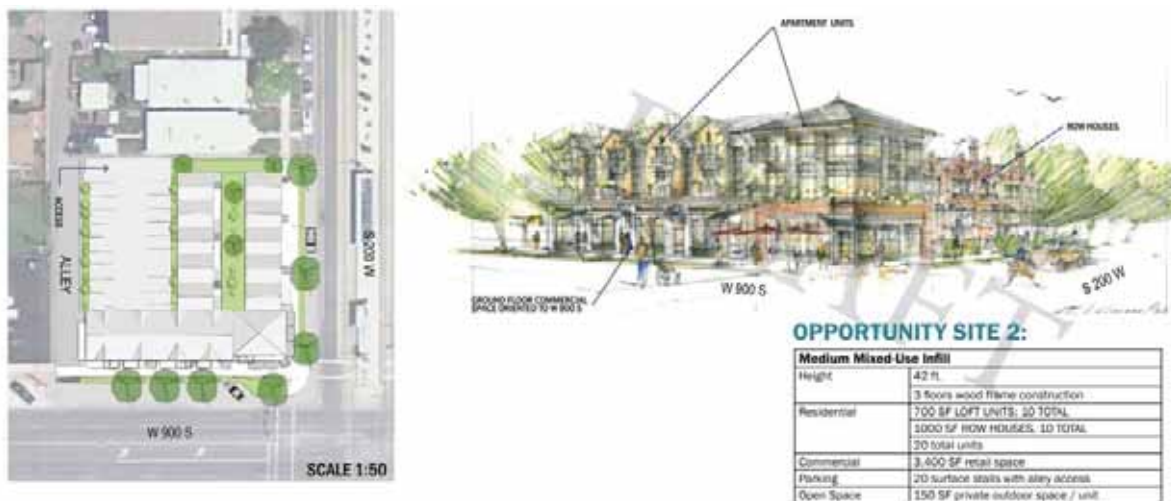 APARTMENT UNITS
ROW HOUSES
ACCESS
ALLEY
S 200 W
GROUND FLOOR COMMERCIAL
SPACE ORIENTED TO W 900 S
W 900 S
S 200 W
DRAFT
W 900 S
SCALE 1:50
OPPORTUNITY SITE 2:
Medium Mixed-Use Infill
Height 42 ft.
3 floors wood frame construction
Residential 700 SF LOFT UNITS: 10 TOTAL
1000 SF ROW HOUSES, 10 TOTAL
20 total units
Commercial 3,400 SF retail space
Parking 20 surface stalls with alley access
Open Space 150 SF private outdoor space / unit